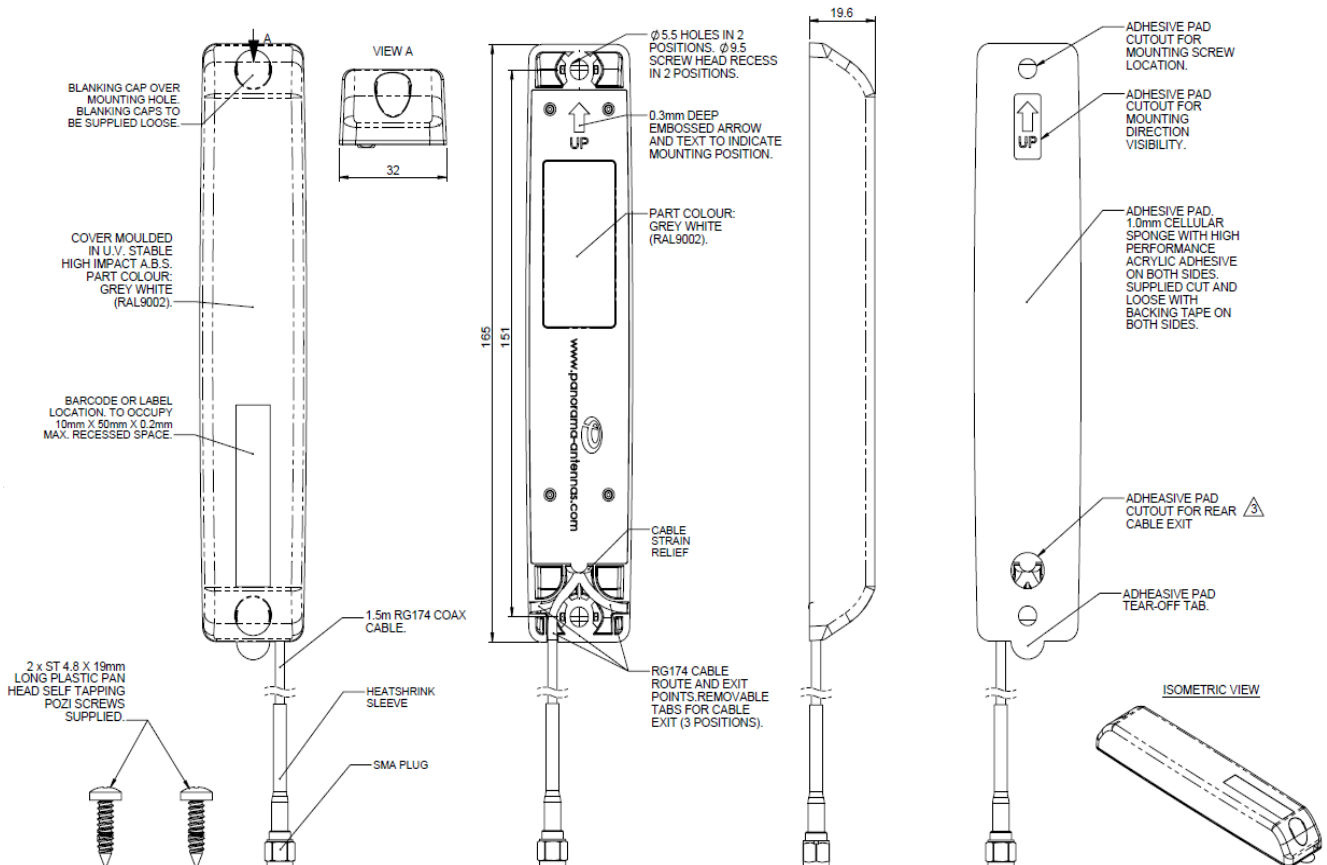 A
VIEW A
BLANKING CAP OVER
MOUNTING HOLE.
BLANKING CAPS TO
BE SUPPLIED LOOSE.
32
COVER MOULDED
IN U.V. STABLE
HIGH IMPACT A.B.S.
PART COLOUR:
GREY WHITE
(RAL9002).
BARCODE OR LABEL
LOCATION. TO OCCUPY
10mm X 50mm X 0.2mm
MAX. RECESSED SPACE.
1.5m RG174 COAX
CABLE.
2 x ST 4.8 X 19mm
LONG PLASTIC PAN
HEAD SELF TAPPING
POZI SCREWS
SUPPLIED.
HEATSHRINK
SLEEVE
SMA PLUG
165
151
Ø5.5 HOLES IN 2
POSITIONS. Ø9.5
SCREW HEAD RECESS
IN 2 POSITIONS.
UP
0.3mm DEEP
EMBOSSED ARROW
AND TEXT TO INDICATE
MOUNTING POSITION.
PART COLOUR:
GREY WHITE
(RAL9002).
www.panorama-antennas.com
CABLE
STRAIN
RELIEF
RG174 CABLE
ROUTE AND EXIT
POINTS.REMOVABLE
TABS FOR CABLE
EXIT (3 POSITIONS).
19.6
ADHESIVE PAD
CUTOUT FOR
MOUNTING SCREW
LOCATION.
UP
ADHESIVE PAD
CUTOUT FOR
MOUNTING
DIRECTION
VISIBILITY.
ADHESIVE PAD.
1.0mm CELLULAR
SPONGE WITH HIGH
PERFORMANCE
ACRYLIC ADHESIVE
ON BOTH SIDES.
SUPPLIED CUT AND
LOOSE WITH
BACKING TAPE ON
BOTH SIDES.
ADHEASIVE PAD
CUTOUT FOR REAR
CABLE EXIT
3
ADHEASIVE PAD
TEAR-OFF TAB.
ISOMETRIC VIEW